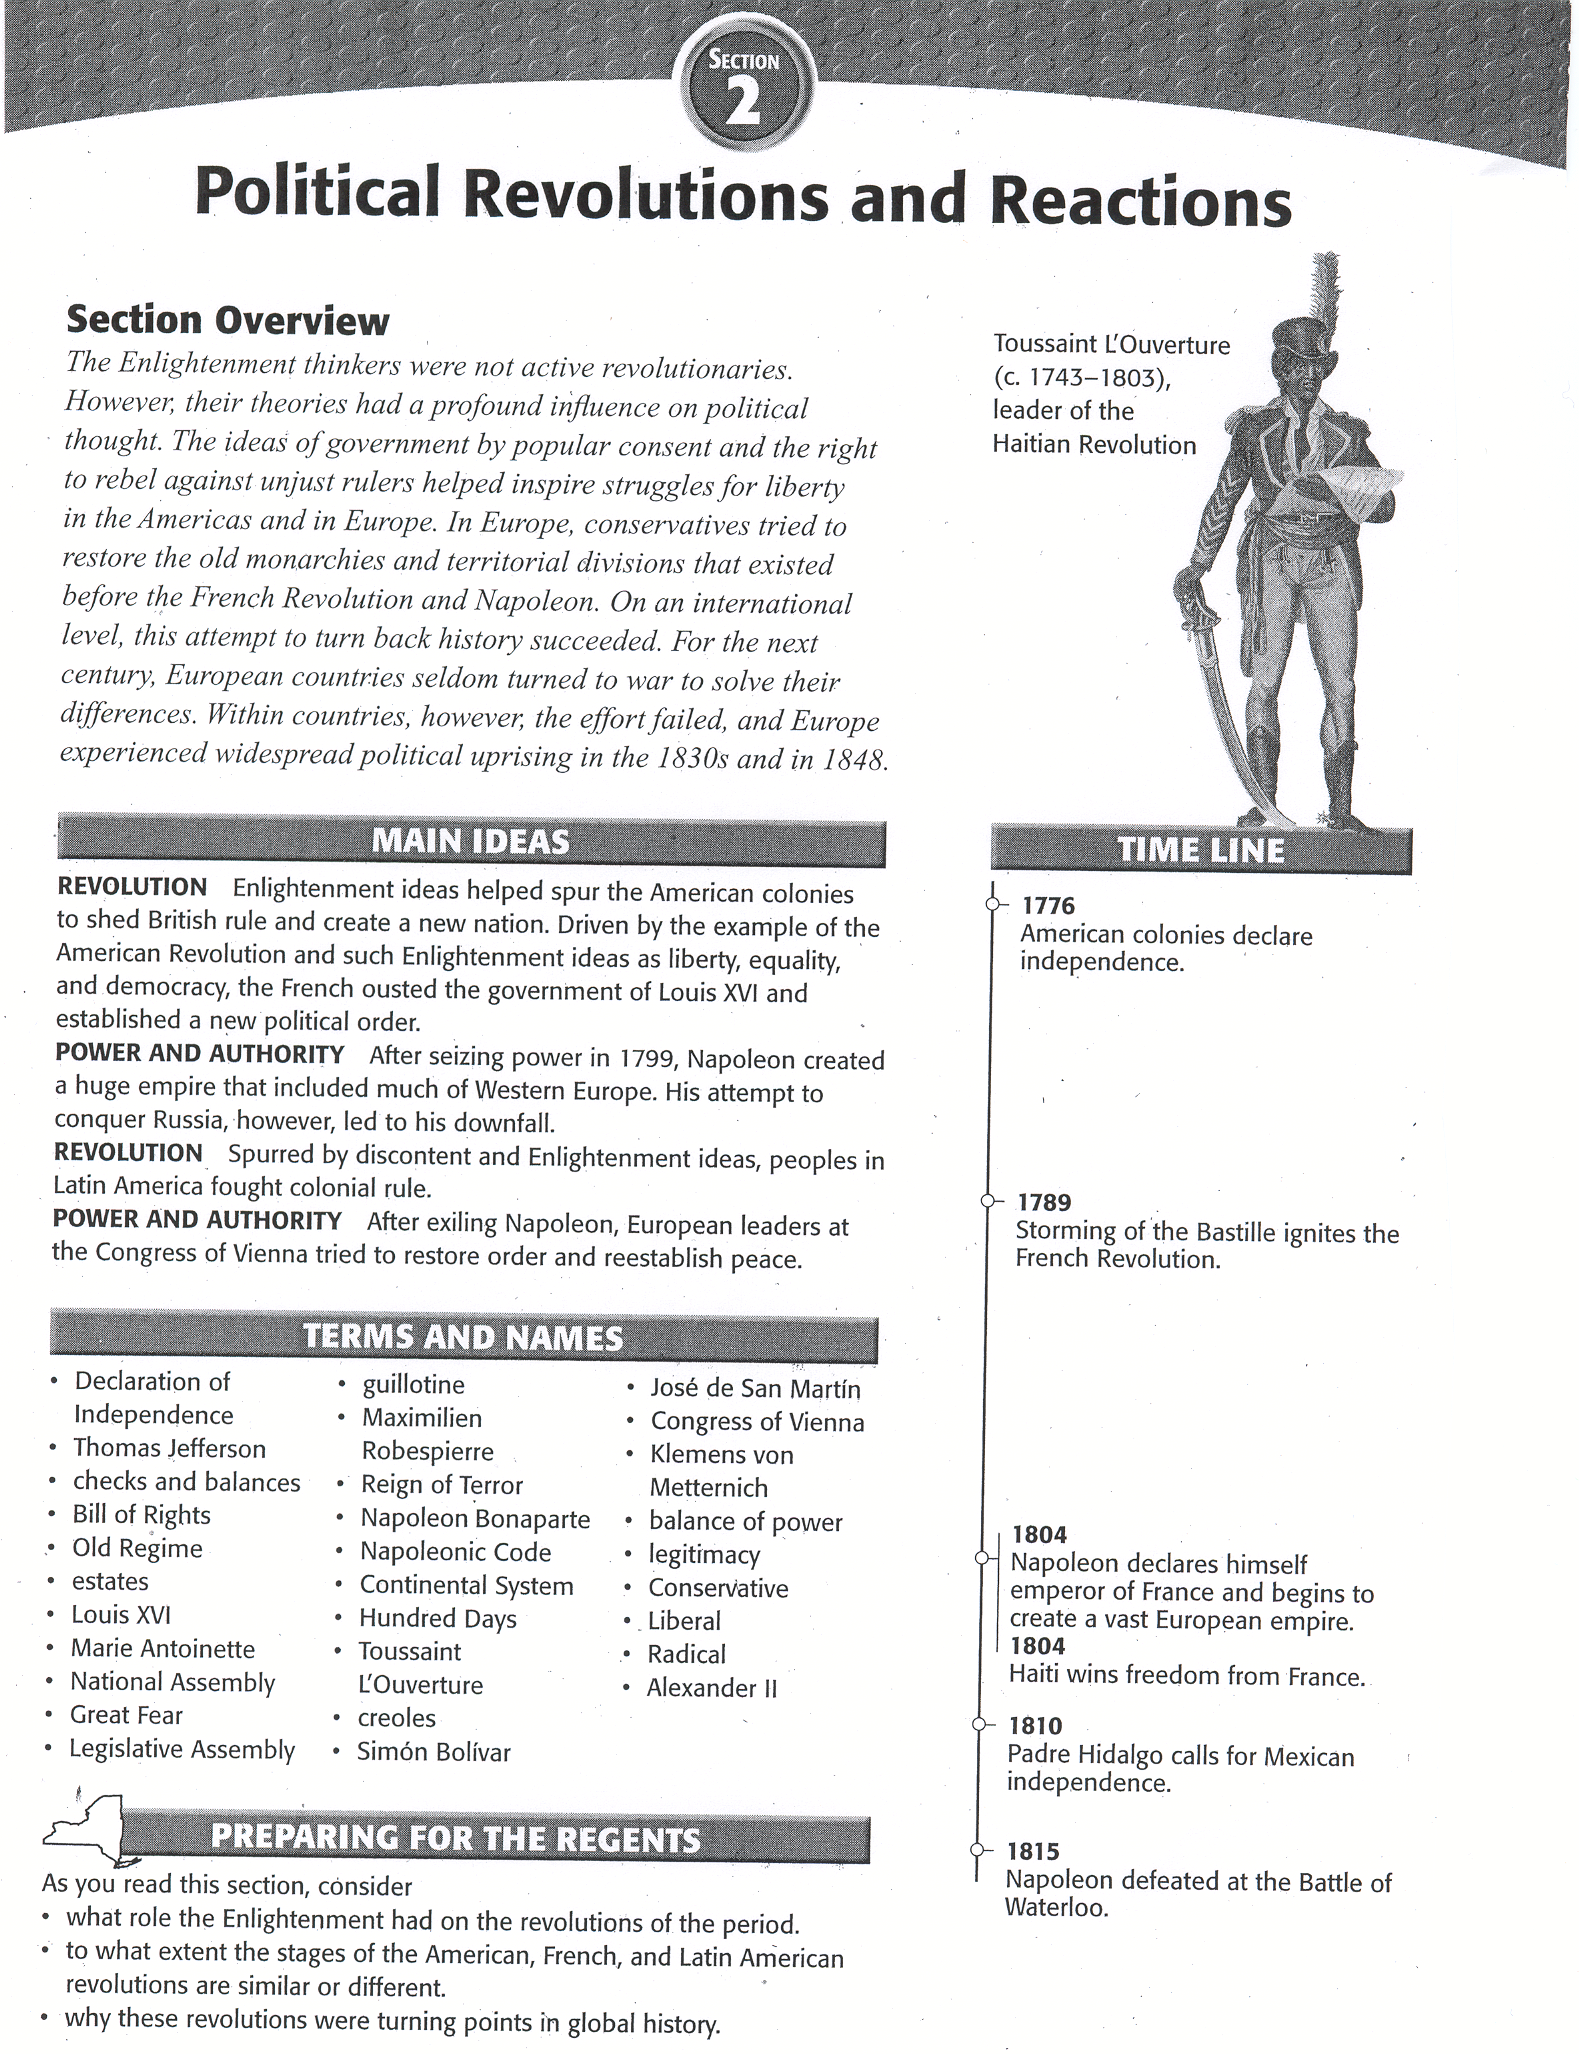 SECTION
2
Political Revolutions and Reactions
Section Overview
The Enlightenment thinkers were not active revolutionaries.
However, their theories had a profound influence on political
thought. The ideas of government by popular consent and the right
to rebel against unjust rulers helped inspire struggles for liberty
in the Americas and in Europe. In Europe, conservatives tried to
restore the old monarchies and territorial divisions that existed
before the French Revolution and Napoleon. On an international
level, this attempt to turn back history succeeded. For the next
century, European countries seldom turned to war to solve their
differences. Within countries, however, the effort failed, and Europe
experienced widespread political uprising in the 1830s and in 1848.
Toussaint L'Ouverture
(c. 1743–1803),
leader of the
Haitian Revolution
MAIN IDEAS
REVOLUTION Enlightenment ideas helped spur the American colonies
to shed British rule and create a new nation. Driven by the example of the
American Revolution and such Enlightenment ideas as liberty, equality,
and democracy, the French ousted the government of Louis XVI and
established a new political order.
POWER AND AUTHORITY After seizing power in 1799, Napoleon created
a huge empire that included much of Western Europe. His attempt to
conquer Russia, however, led to his downfall.
REVOLUTION Spurred by discontent and Enlightenment ideas, peoples in
Latin America fought colonial rule.
POWER AND AUTHORITY After exiling Napoleon, European leaders at
the Congress of Vienna tried to restore order and reestablish peace.
TERMS AND NAMES
• Declaration of
Independence
• Thomas Jefferson
• checks and balances
• Bill of Rights
• Old Regime
• estates
• Louis XVI
• Marie Antoinette
• National Assembly
• Great Fear
• Legislative Assembly
• guillotine
• Maximilien
Robespierre
• Reign of Terror
• Napoleon Bonaparte
• Napoleonic Code
• Continental System
• Hundred Days
• Toussaint
L'Ouverture
• creoles
• Simón Bolívar
• José de San Martín
• Congress of Vienna
• Klemens von
Metternich
• balance of power
• legitimacy
• Conservative
• Liberal
• Radical
• Alexander II
PREPARING FOR THE REGENTS
As you read this section, consider
• what role the Enlightenment had on the revolutions of the period.
• to what extent the stages of the American, French, and Latin American
revolutions are similar or different.
• why these revolutions were turning points in global history.
TIME LINE
1776
American colonies declare
independence.
1789
Storming of the Bastille ignites the
French Revolution.
1804
Napoleon declares himself
emperor of France and begins to
create a vast European empire.
1804
Haiti wins freedom from France.
1810
Padre Hidalgo calls for Mexican
independence.
1815
Napoleon defeated at the Battle of
Waterloo.